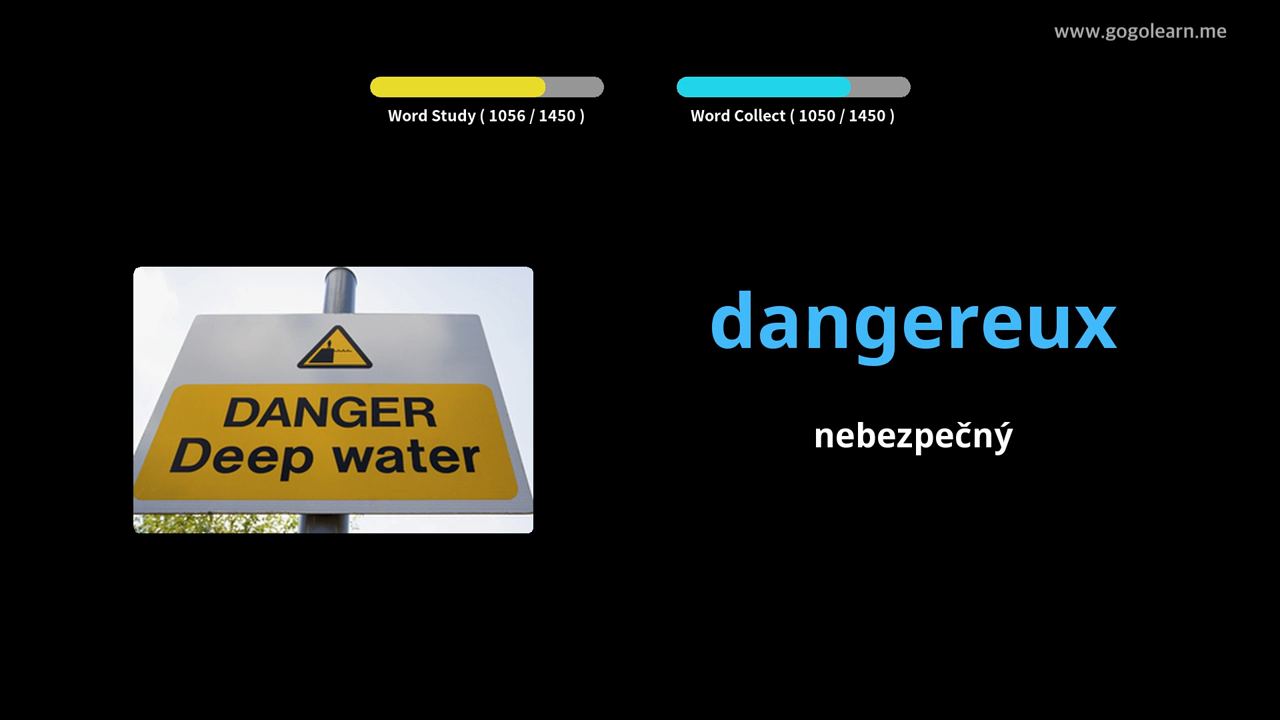 www.gogolearn.me
Word Study ( 1056 / 1450 )
Word Collect ( 1050 / 1450 )
DANGER
Deep water
dangereux
nebezpečný